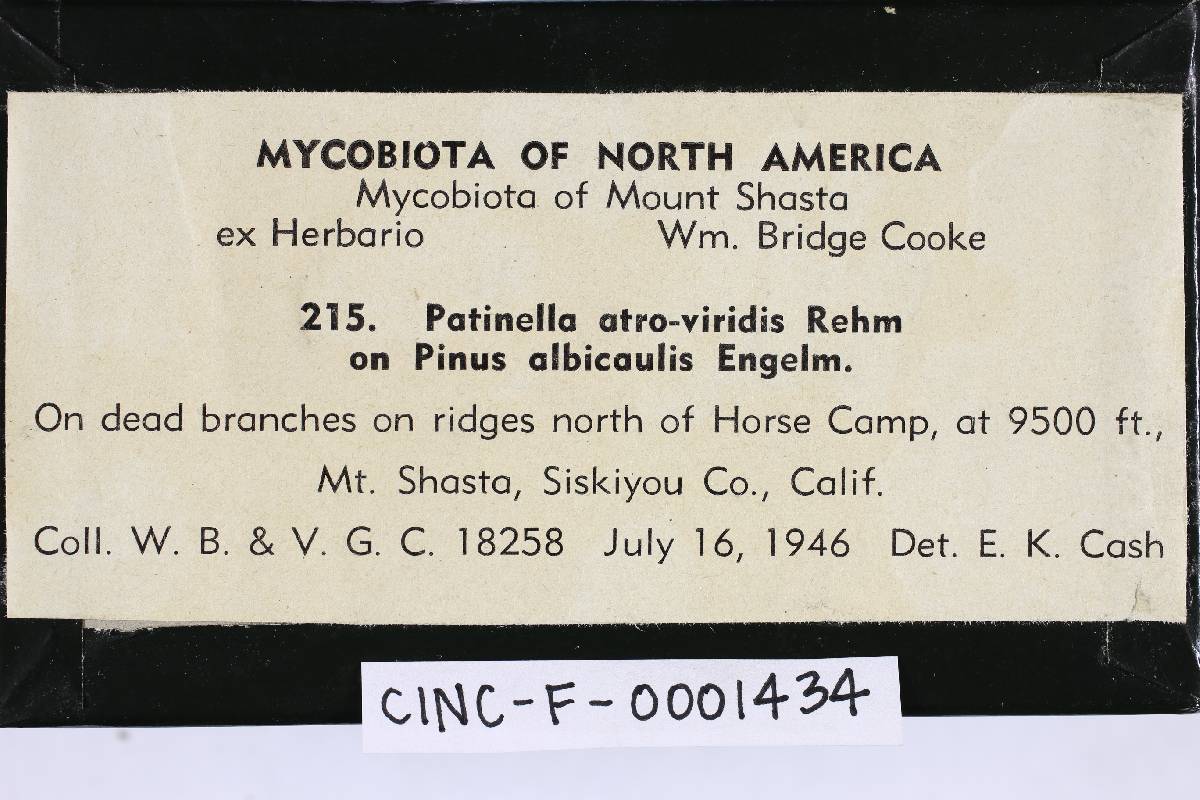 MYCOBIOTA OF NORTH AMERICA
Mycobiota of Mount Shasta
ex Herbario Wm. Bridge Cooke
215. Patinella atro-viridis Rehm
on Pinus albicaulis Engelm.
On dead branches on ridges north of Horse Camp, at 9500 ft.,
Mt. Shasta, Siskiyou Co., Calif.
Coll. W. B. & V. G. C. 18258 July 16, 1946 Det. E. K. Cash
CINC-F-0001434